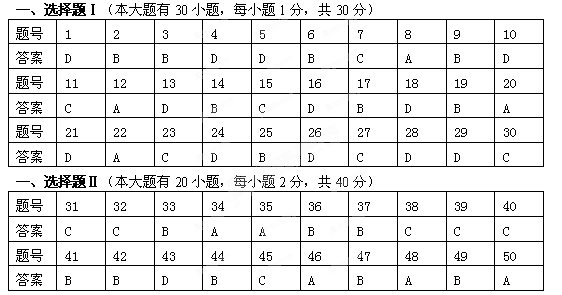 一、选择题Ⅰ（本大题有30小题，每小题1分，共30分）
题号 1 2 3 4 5 6 7 8 9 10
答案 D B B D D B C A B D
题号 11 12 13 14 15 16 17 18 19 20
答案 C A D B C D B D B A
题号 21 22 23 24 25 26 27 28 29 30
答案 D A C D B D C D D C
一、选择题Ⅱ（本大题有20小题，每小题2分，共40分）
题号 31 32 33 34 35 36 37 38 39 40
答案 C C B A A B B C C C
题号 41 42 43 44 45 46 47 48 49 50
答案 B B D B C A B A B A